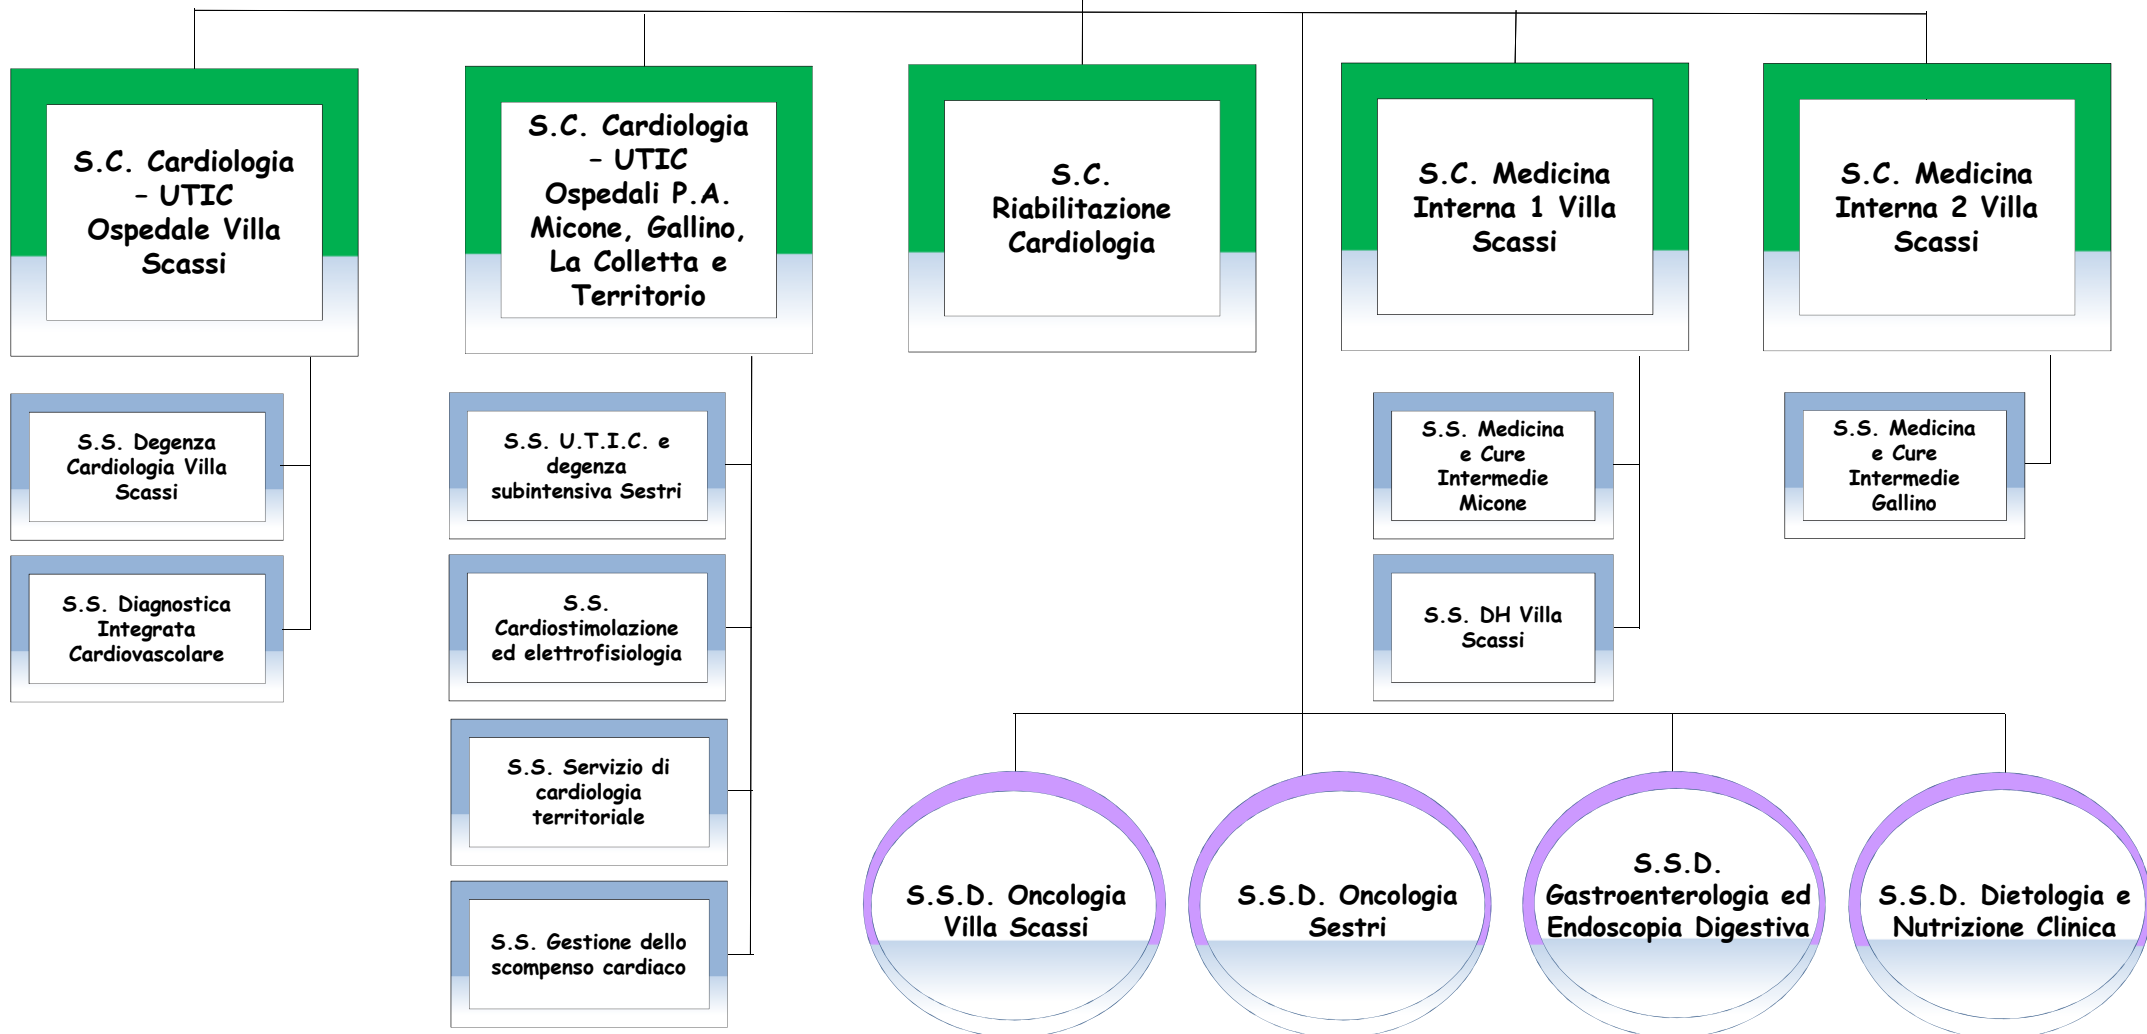 S.C. Cardiologia
– UTIC
Ospedale Villa
Scassi
S.C. Cardiologia
– UTIC
Ospedali P.A.
Micone, Gallino,
La Colletta e
Territorio
S.C.
Riabilitazione
Cardiologia
S.C. Medicina
Interna 1 Villa
Scassi
S.C. Medicina
Interna 2 Villa
Scassi
S.S. Degenza
Cardiologia Villa
Scassi
S.S. Diagnostica
Integrata
Cardiovascolare
S.S. U.T.I.C. e
degenza
subintensiva Sestri
S.S.
Cardiostimolazione
ed elettrofisiologia
S.S. Servizio di
cardiologia
territoriale
S.S. Gestione dello
scompenso cardiaco
S.S. Medicina
e Cure
Intermedie
Micone
S.S. DH Villa
Scassi
S.S. Medicina
e Cure
Intermedie
Gallino
S.S.D. Oncologia
Villa Scassi
S.S.D. Oncologia
Sestri
S.S.D.
Gastroenterologia ed
Endoscopia Digestiva
S.S.D. Dietologia e
Nutrizione Clinica